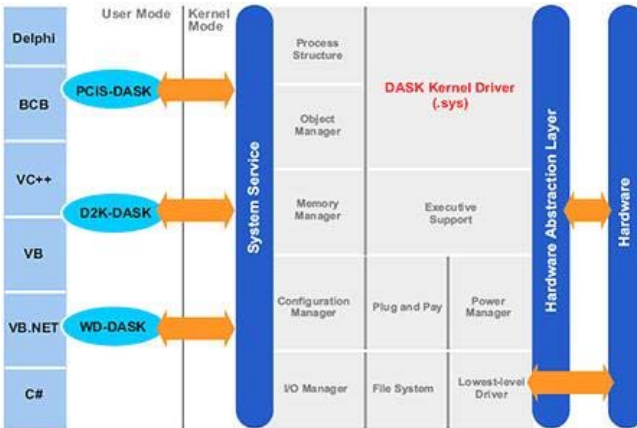 User Mode
Kernel
Mode
Delphi
BCB
VC++
VB
VB.NET
C#
PCIS-DASK
D2K-DASK
WD-DASK
System Service
Process
Structure
DASK Kernel Driver
(.sys)
Object
Manager
Memory
Manager
Executive
Support
Configuration
Manager
Plug and Pay
Power
Manager
I/O Manager
File System
Lowest-level
Driver
Hardware Abstraction Layer
Hardware